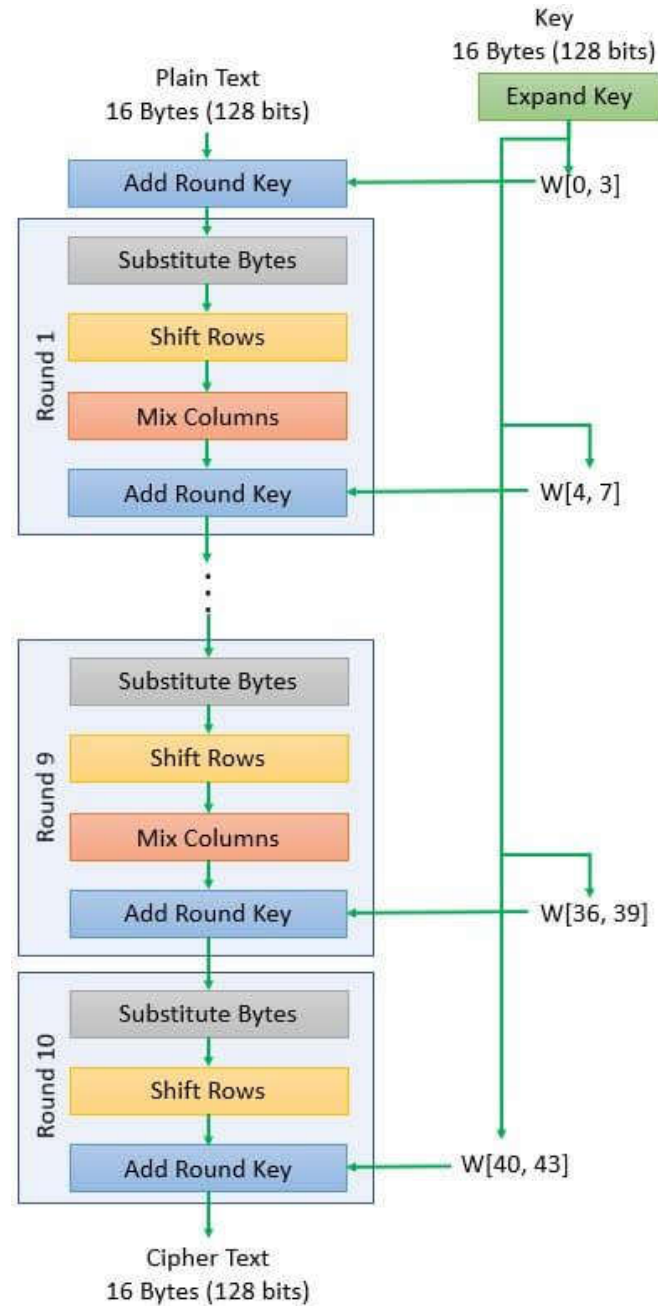 Key
16 Bytes (128 bits)
Expand Key
Plain Text
16 Bytes (128 bits)
Add Round Key
W[0, 3]
Round 1
Substitute Bytes
Shift Rows
Mix Columns
Add Round Key
W[4, 7]
Round 9
Substitute Bytes
Shift Rows
Mix Columns
Add Round Key
W[36, 39]
Round 10
Substitute Bytes
Shift Rows
Add Round Key
W[40, 43]
Cipher Text
16 Bytes (128 bits)